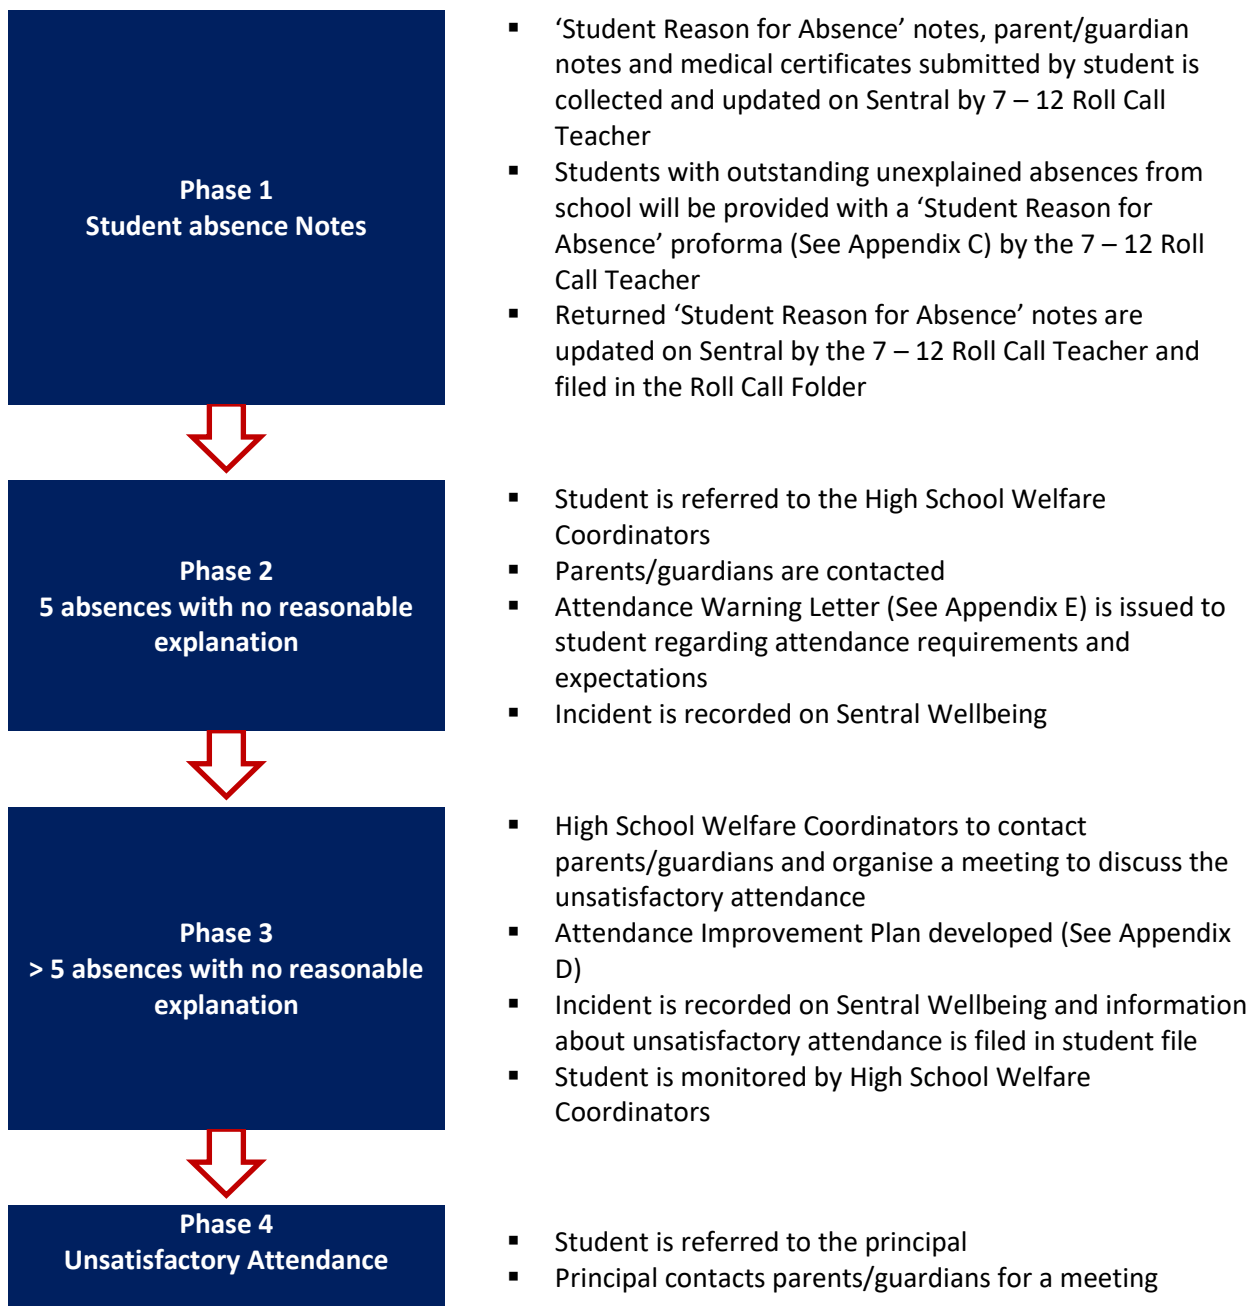 Phase 1
Student absence Notes
▪ ‘Student Reason for Absence’ notes, parent/guardian
notes and medical certificates submitted by student is
collected and updated on Sentral by 7 – 12 Roll Call
Teacher
▪ Students with outstanding unexplained absences from
school will be provided with a ‘Student Reason for
Absence’ proforma (See Appendix C) by the 7 – 12 Roll
Call Teacher
▪ Returned ‘Student Reason for Absence’ notes are
updated on Sentral by the 7 – 12 Roll Call Teacher and
filed in the Roll Call Folder
Phase 2
5 absences with no reasonable
explanation
▪ Student is referred to the High School Welfare
Coordinators
▪ Parents/guardians are contacted
▪ Attendance Warning Letter (See Appendix E) is issued to
student regarding attendance requirements and
expectations
▪ Incident is recorded on Sentral Wellbeing
Phase 3
> 5 absences with no reasonable
explanation
▪ High School Welfare Coordinators to contact
parents/guardians and organise a meeting to discuss the
unsatisfactory attendance
▪ Attendance Improvement Plan developed (See Appendix
D)
▪ Incident is recorded on Sentral Wellbeing and information
about unsatisfactory attendance is filed in student file
▪ Student is monitored by High School Welfare
Coordinators
Phase 4
Unsatisfactory Attendance
▪ Student is referred to the principal
▪ Principal contacts parents/guardians for a meeting